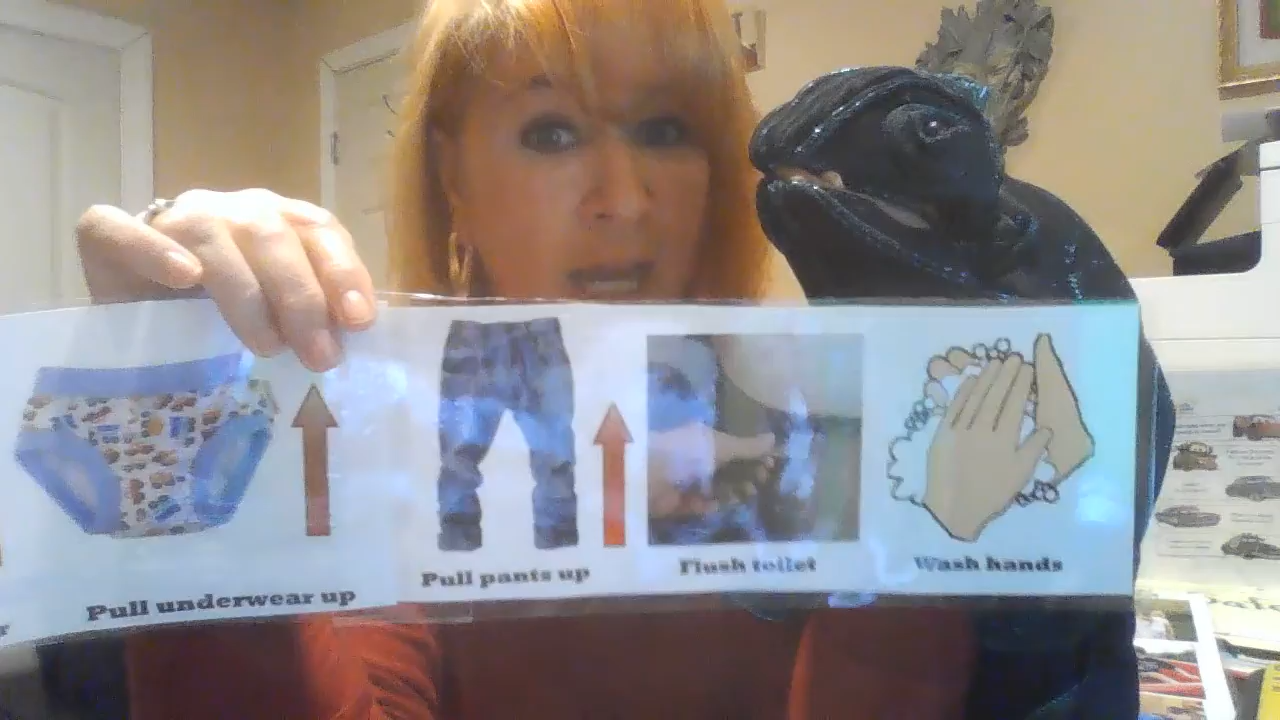 Pull underwear up
Pull pants up
Flush toilet
Wash hands